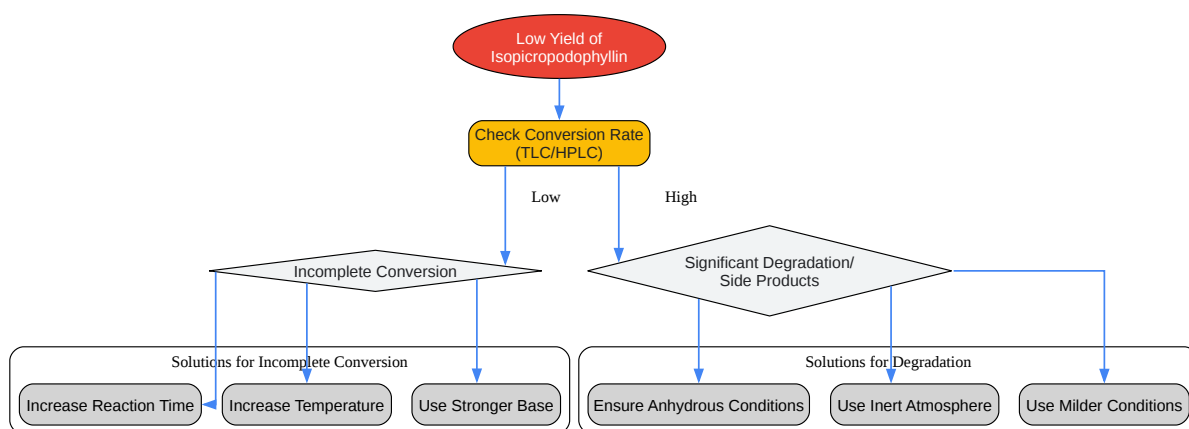 Low Yield of
Isopicropodophyllin
Check Conversion Rate
(TLC/HPLC)
Low
High
Incomplete Conversion
Significant Degradation/
Side Products
Solutions for Incomplete Conversion
Solutions for Degradation
Increase Reaction Time
Increase Temperature
Use Stronger Base
Ensure Anhydrous Conditions
Use Inert Atmosphere
Use Milder Conditions